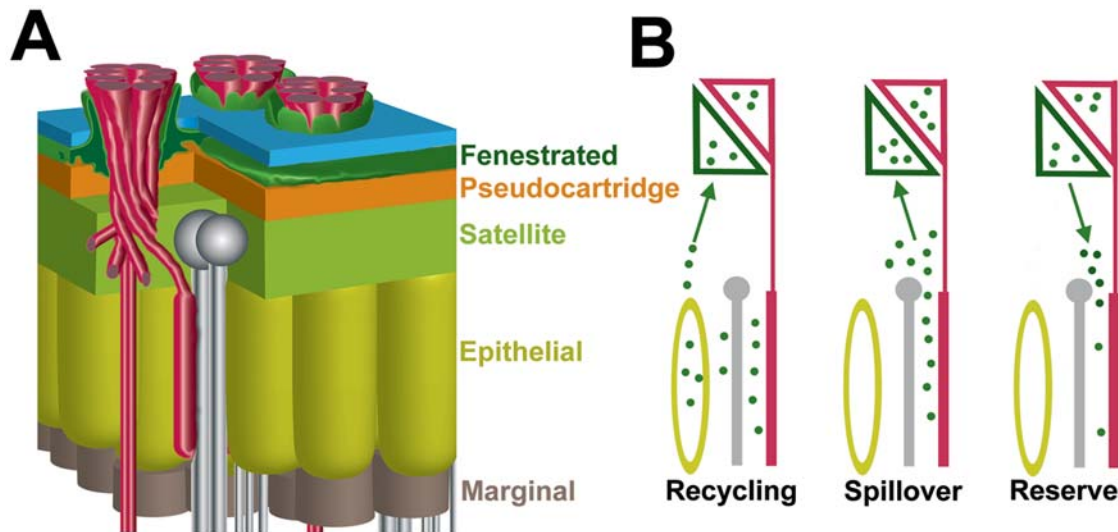 A
Fenestrated
Pseudocartridge
Satellite
Epithelial
Marginal
B
Recycling
Spillover
Reserve